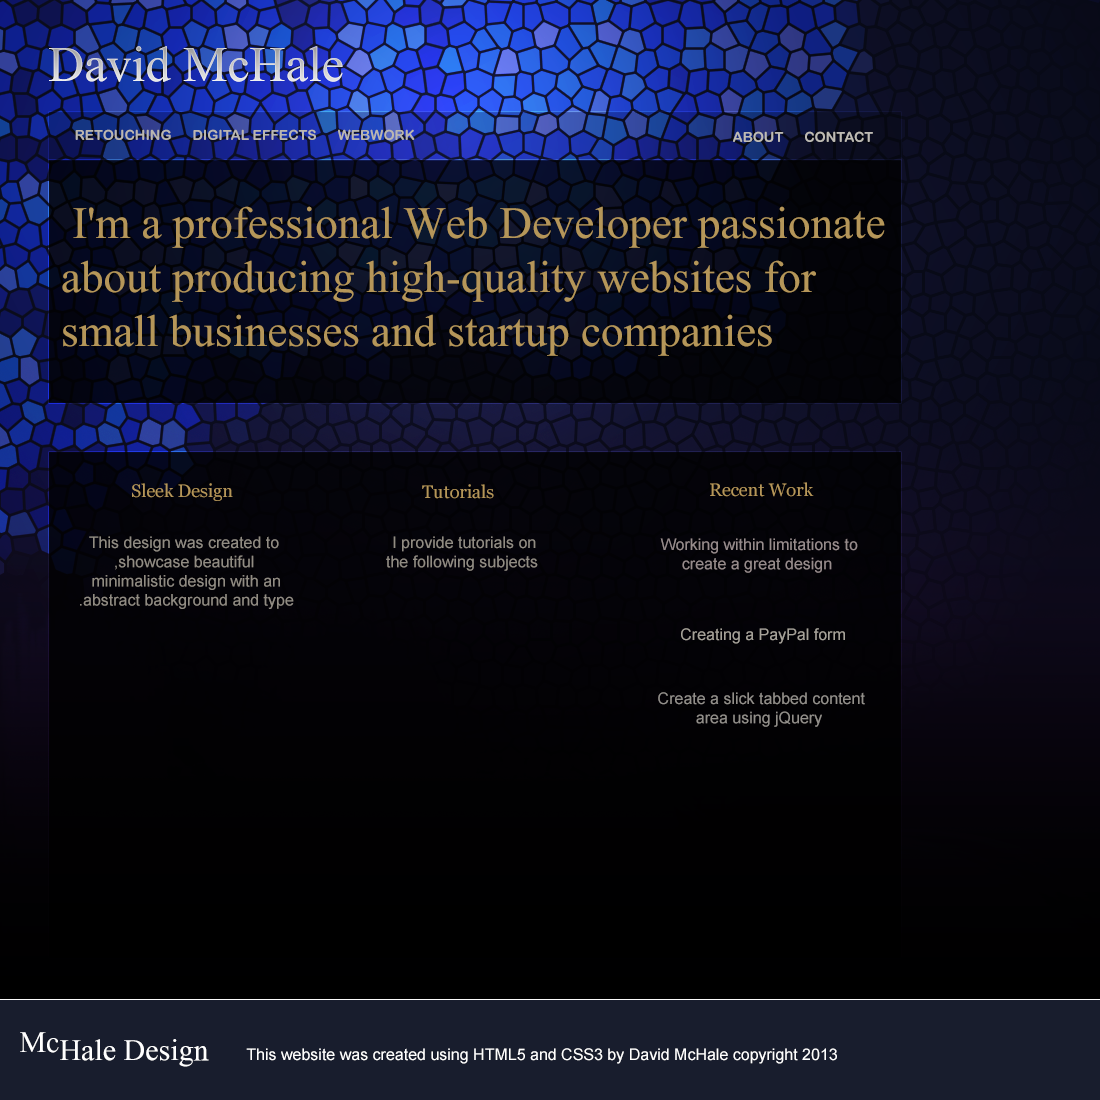 David McHale
RETOUCHING DIGITAL EFFECTS WEBWORK ABOUT CONTACT
I'm a professional Web Developer passionate
about producing high-quality websites for
small businesses and startup companies
Sleek Design
This design was created to
,showcase beautiful
minimalistic design with an
.abstract background and type
Tutorials
I provide tutorials on
the following subjects
Recent Work
Working within limitations to
create a great design
Creating a PayPal form
Create a slick tabbed content
area using jQuery
McHale Design
This website was created using HTML5 and CSS3 by David McHale copyright 2013